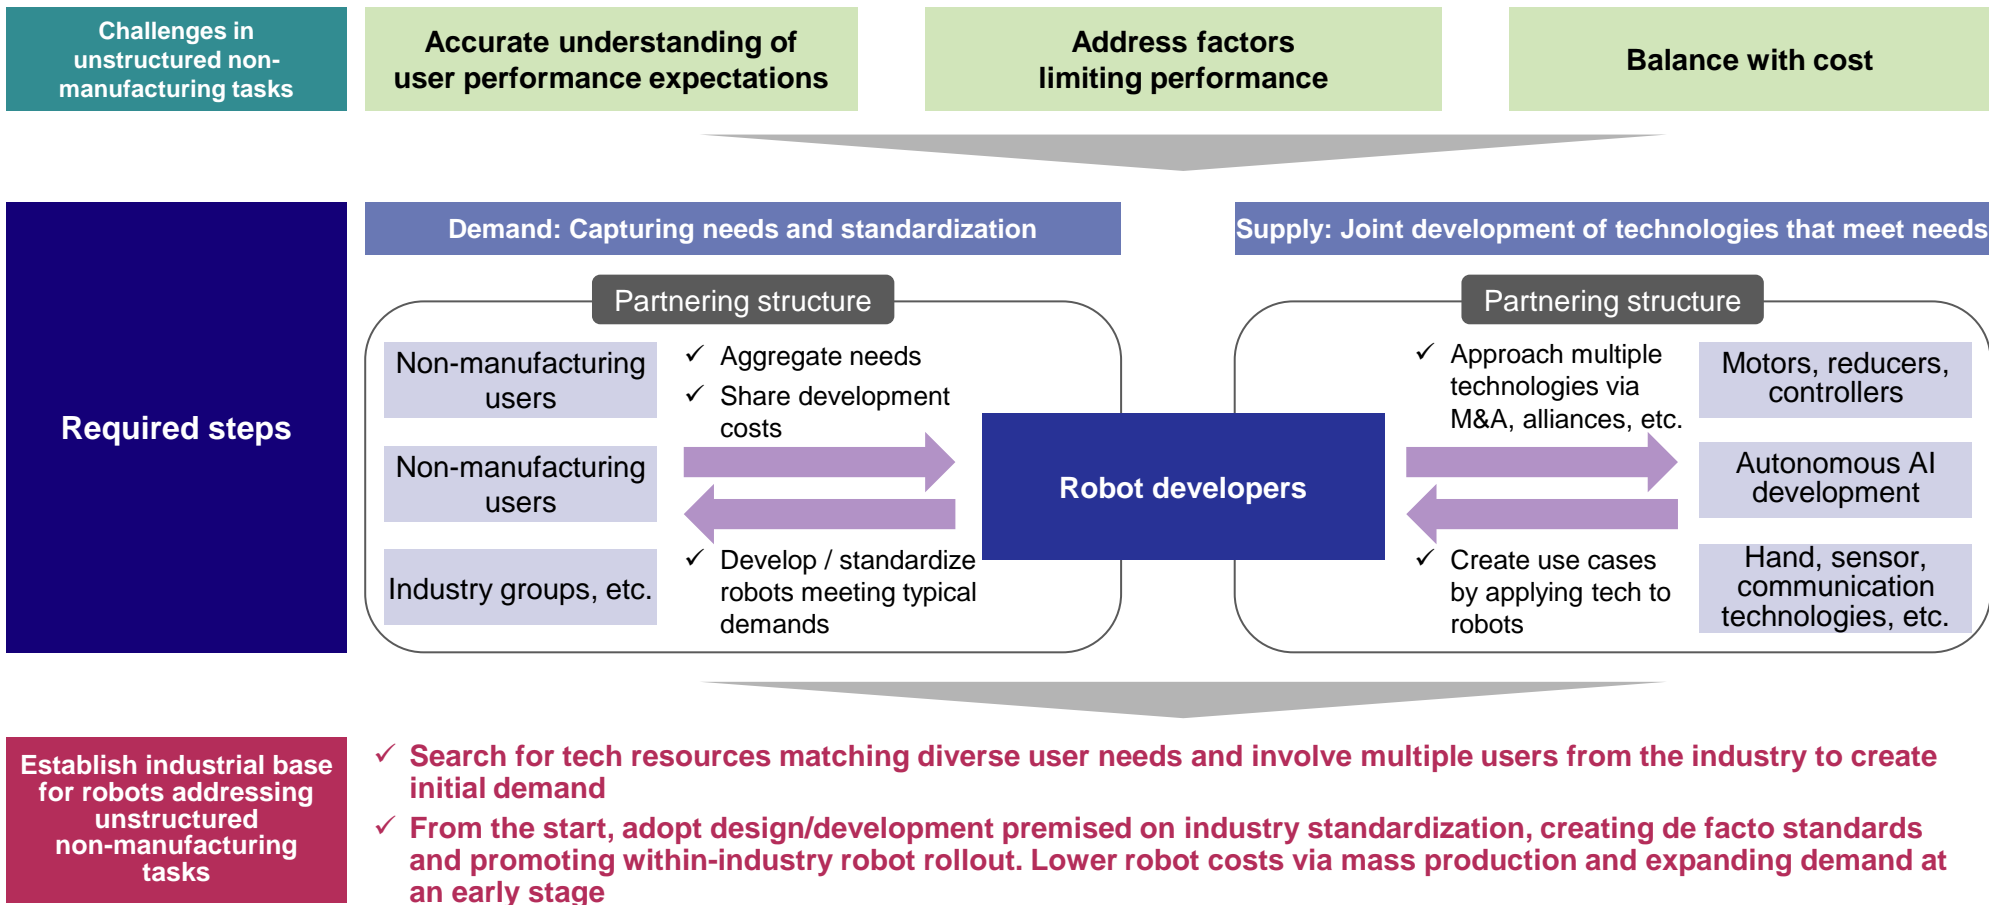 Challenges in
unstructured non-
manufacturing tasks
Accurate understanding of
user performance expectations
Address factors
limiting performance
Balance with cost
Required steps
Demand: Capturing needs and standardization
Partnering structure
Non-manufacturing
users
Non-manufacturing
users
Industry groups, etc.
✓ Aggregate needs
✓ Share development
costs
✓ Develop / standardize
robots meeting typical
demands
Robot developers
Supply: Joint development of technologies that meet needs
Partnering structure
✓ Approach multiple
technologies via
M&A, alliances, etc.
✓ Create use cases
by applying tech to
robots
Motors, reducers,
controllers
Autonomous AI
development
Hand, sensor,
communication
technologies, etc.
Establish industrial base
for robots addressing
unstructured
non-manufacturing
tasks
✓ Search for tech resources matching diverse user needs and involve multiple users from the industry to create
initial demand
✓ From the start, adopt design/development premised on industry standardization, creating de facto standards
and promoting within-industry robot rollout. Lower robot costs via mass production and expanding demand at
an early stage